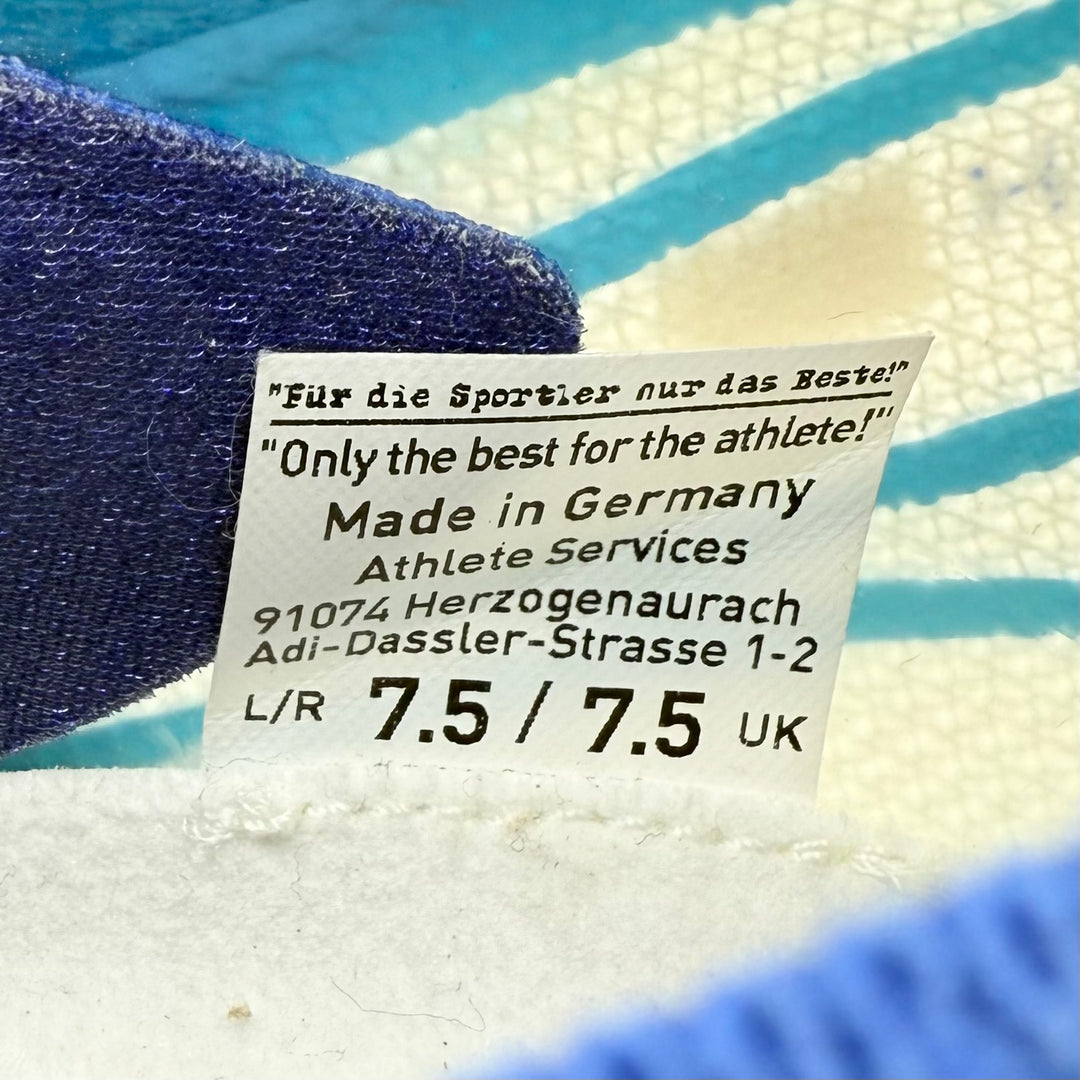 "Für die Sportler nur das Beste!"
"Only the best for the athlete!"
Made in Germany
Athlete Services
91074 Herzogenaurach
Adi-Dassler-Strasse 1-2
L/R 7.5 / 7.5 UK